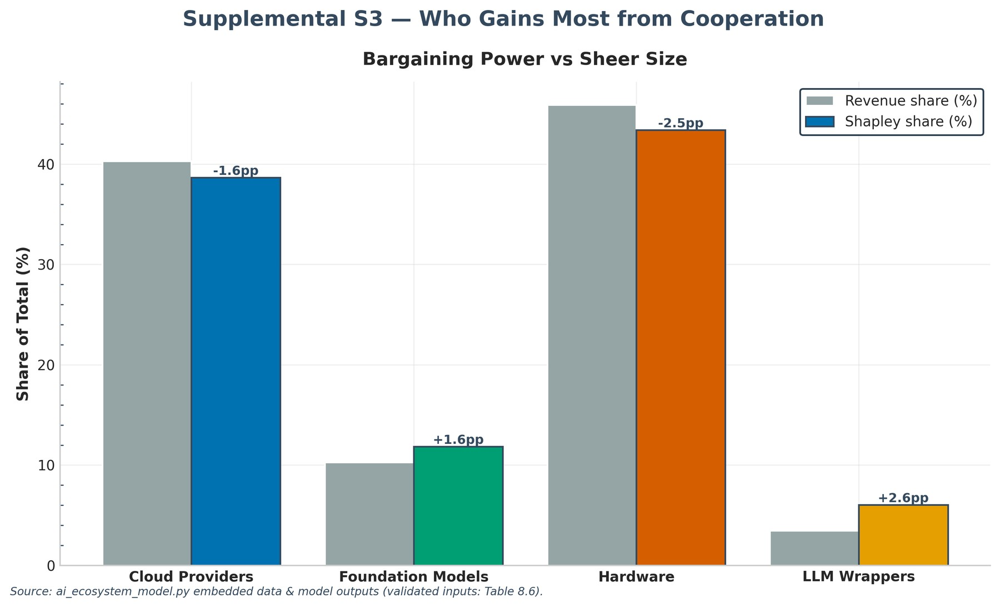 Supplemental S3 — Who Gains Most from Cooperation
Bargaining Power vs Sheer Size
Revenue share (%)
Shapley share (%)
Share of Total (%)
40
30
20
10
0
-1.6pp
+1.6pp
-2.5pp
+2.6pp
Cloud Providers
Foundation Models
Hardware
LLM Wrappers
Source: ai_ecosystem_model.py embedded data & model outputs (validated inputs: Table 8.6).